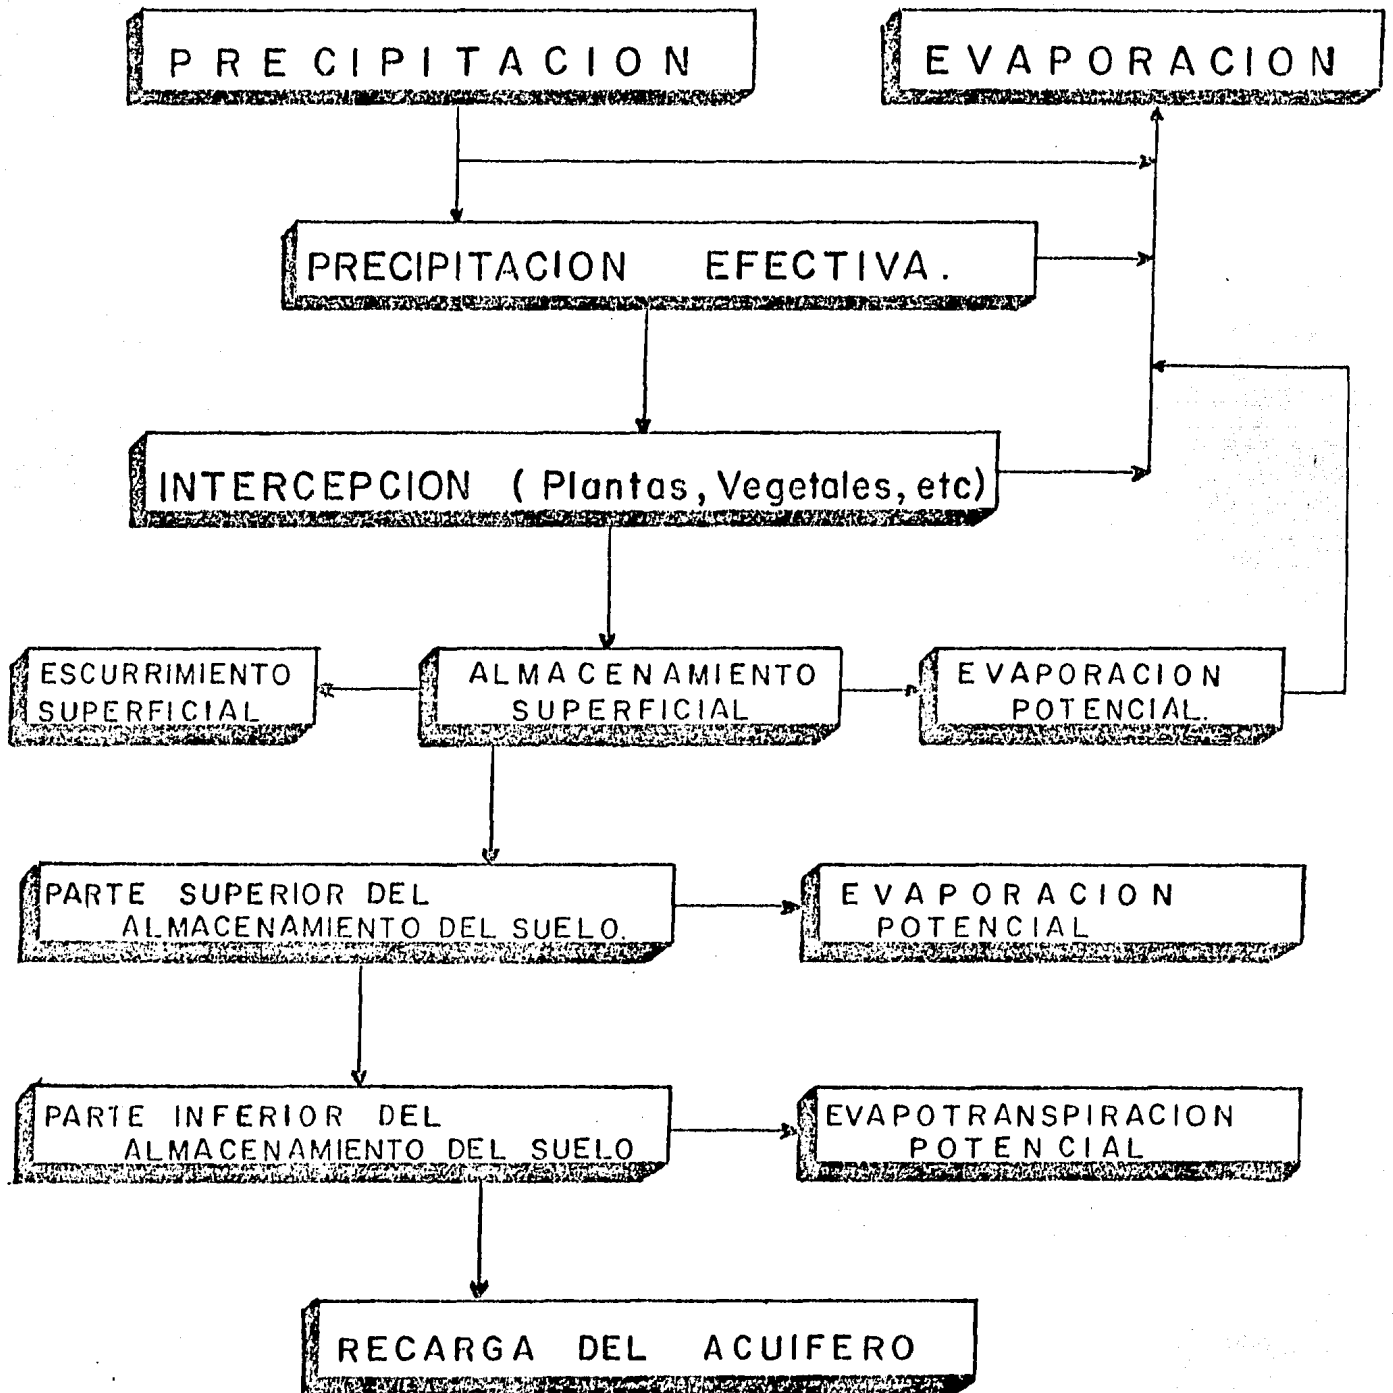 PRECIPITACION
EVAPORACION
PRECIPITACION EFECTIVA.
INTERCEPCION (Plantas, Vegetales, etc)
ESCURRIMIENTO
SUPERFICIAL
ALMACENAMIENTO
SUPERFICIAL
EVAPORACION
POTENCIAL.
PARTE SUPERIOR DEL
ALMACENAMIENTO DEL SUELO.
EVAPORACION
POTENCIAL
PARTE INFERIOR DEL
ALMACENAMIENTO DEL SUELO
EVAPOTRANSPIRACION
POTENCIAL
RECARGA DEL ACUIFERO